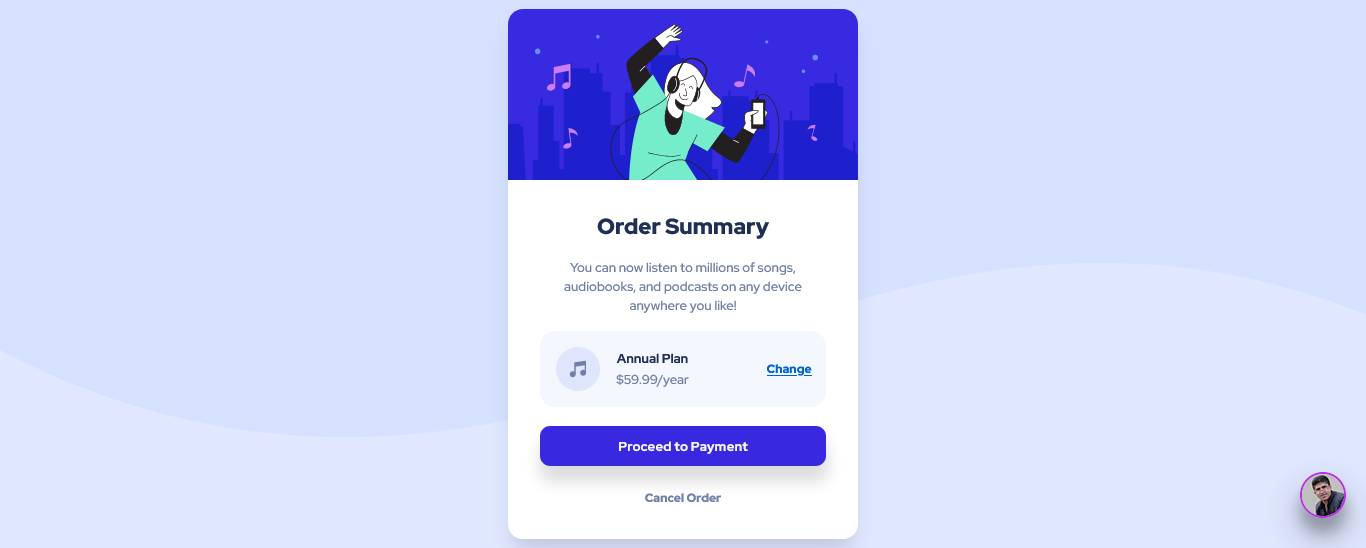 Order Summary
You can now listen to millions of songs,
audiobooks, and podcasts on any device
anywhere you like!
Annual Plan
$59.99/year
Change
Proceed to Payment
Cancel Order